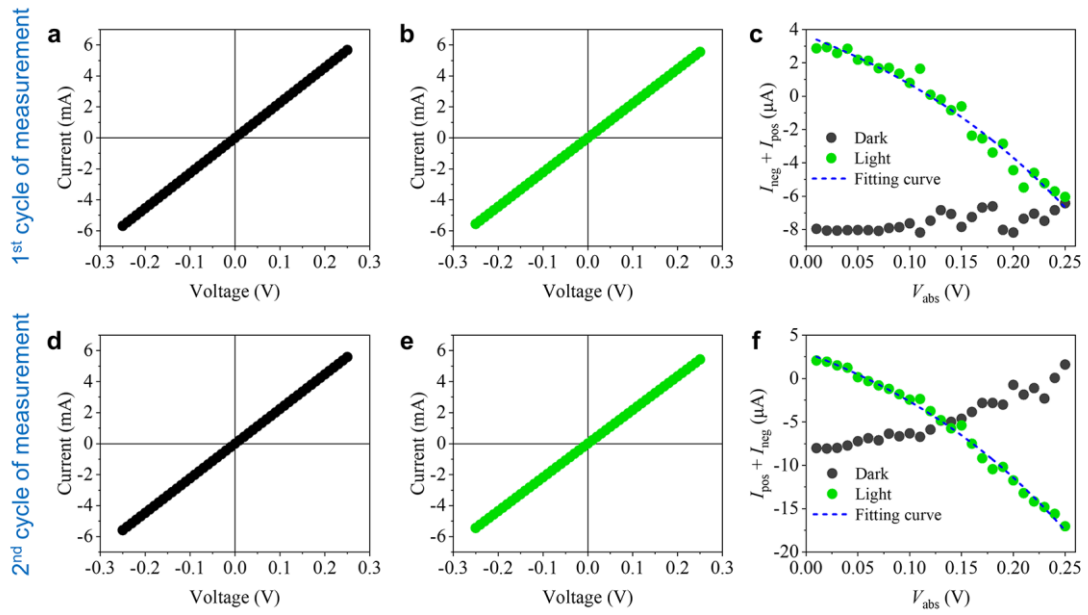 1st cycle of measurement
a
Current (mA)
6
4
2
0
-2
-4
-6
-0.3 -0.2 -0.1 0.0 0.1 0.2 0.3
Voltage (V)
b
Current (mA)
6
4
2
0
-2
-4
-6
-0.3 -0.2 -0.1 0.0 0.1 0.2 0.3
Voltage (V)
c
Ineg + Ipos (μA)
4
2
0
-2
-4
-6
-8
Dark
Light
Fitting curve
0.00 0.05 0.10 0.15 0.20 0.25
Vabs (V)
2nd cycle of measurement
d
Current (mA)
6
4
2
0
-2
-4
-6
-0.3 -0.2 -0.1 0.0 0.1 0.2 0.3
Voltage (V)
e
Current (mA)
6
4
2
0
-2
-4
-6
-0.3 -0.2 -0.1 0.0 0.1 0.2 0.3
Voltage (V)
f
Ipos + Ineg (μA)
5
0
-5
-10
-15
-20
Dark
Light
Fitting curve
0.00 0.05 0.10 0.15 0.20 0.25
Vabs (V)